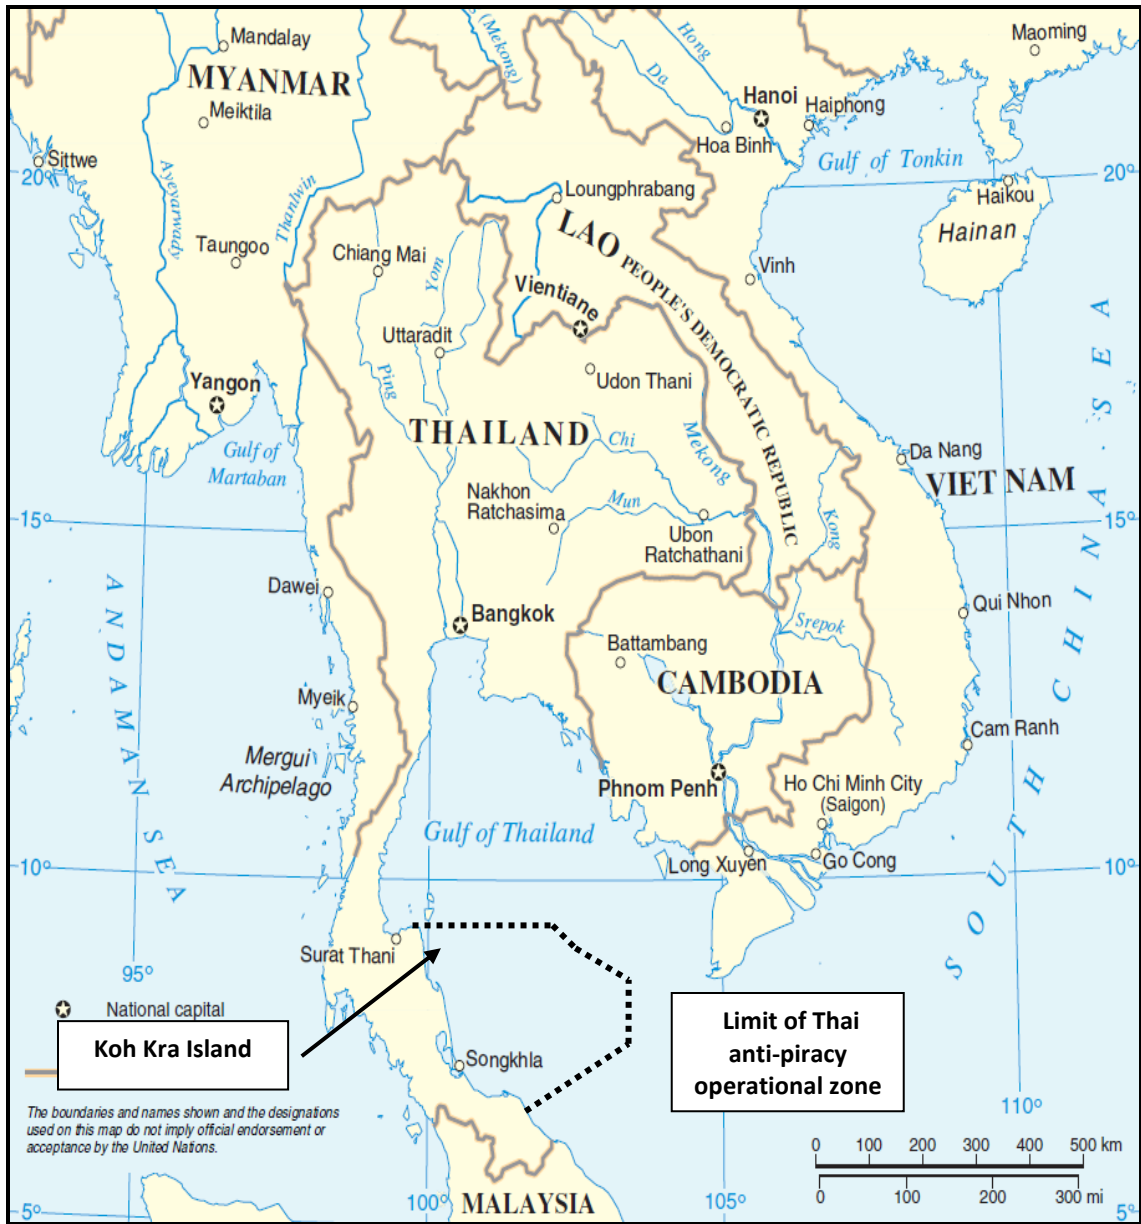 Mandalay
MYANMAR
Meiktila
Sittwe
20°
Ayeyarwady
Thanlwin
Taungoo
Yangon
Gulf of
Martaban
(Mekong)
Hong
Da
Hanoi
Haiphong
Hoa Binh
Maoming
Gulf of Tonkin
20°
Haikou
Hainan
Loungphrabang
LAO PEOPLE'S DEMOCRATIC REPUBLIC
Chiang Mai
Yom
Vientiane
Vinh
Uttaradit
Ping
Udon Thani
THAILAND
Chi
Mekong
Da Nang
VIET NAM
Nakhon
Ratchasima
Mun
Ubon
Ratchathani
Kong
15°
15°
Dawei
Bangkok
Qui Nhon
Srepok
Battambang
CAMBODIA
ANDAMAN SEA
Myeik
Mergui
Archipelago
Cam Ranh
Phnom Penh
Ho Chi Minh City
(Saigon)
Gulf of Thailand
Long Xuyen
Go Cong
10°
10°
SOUTH CHINA SEA
Surat Thani
95°
National capital
Koh Kra Island
Limit of Thai
anti-piracy
operational zone
Songkhla
The boundaries and names shown and the designations
used on this map do not imply official endorsement or
acceptance by the United Nations.
110°
0 100 200 300 400 500 km
0 100 200 300 mi
5°
100°
MALAYSIA
105°
5°